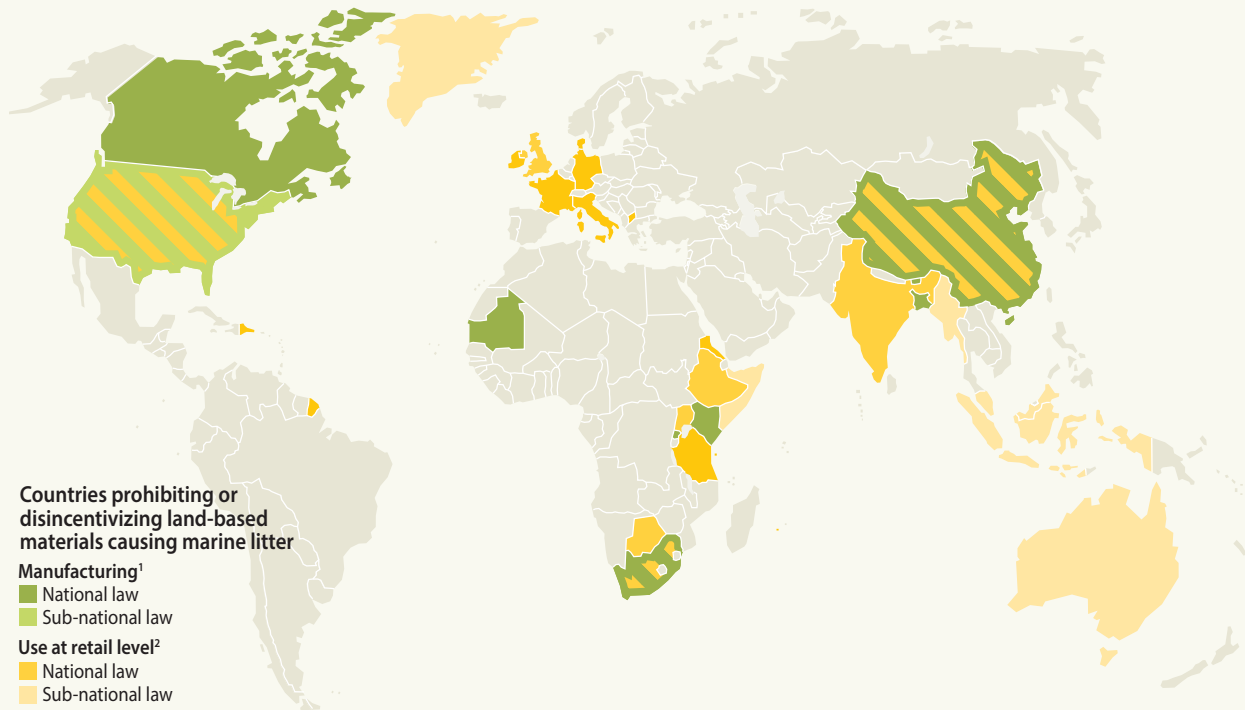 Countries prohibiting or
disincentivizing land-based
materials causing marine litter
Manufacturing¹
National law
Sub-national law
Use at retail level²
National law
Sub-national law